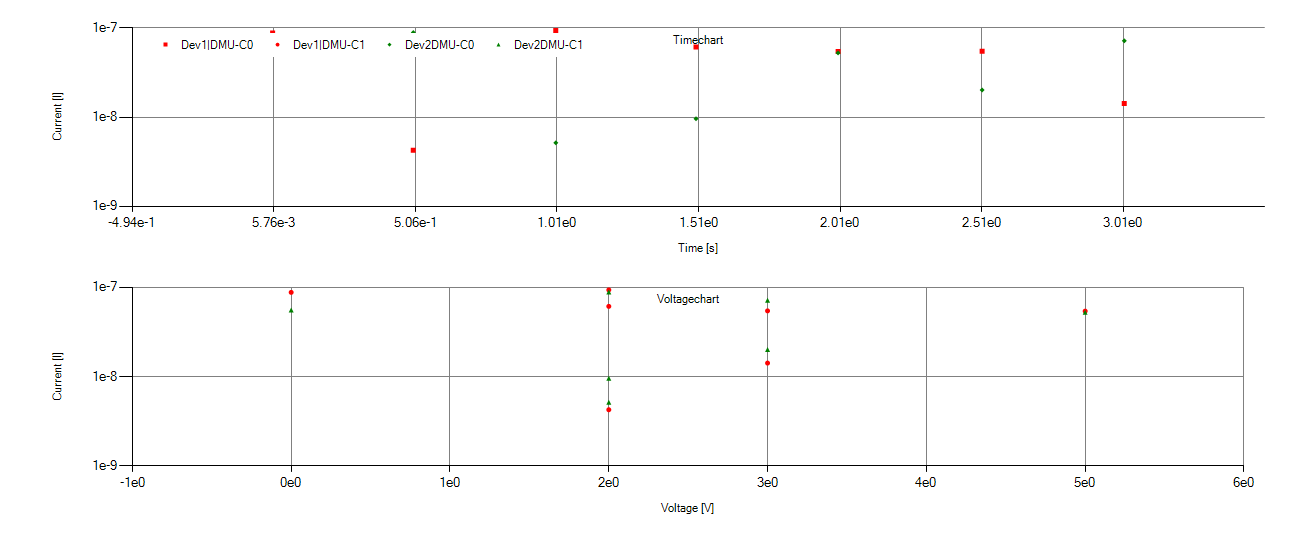 1e-7
Dev1|DMU-C0 Dev1|DMU-C1 Dev2DMU-C0 Dev2DMU-C1
Timechart
Current [I]
1e-8
1e-9
-4.94e-1 5.76e-3 5.06e-1 1.01e0 1.51e0 2.01e0 2.51e0 3.01e0
Time [s]
1e-7
Voltagechart
Current [I]
1e-8
1e-9
-1e0 0e0 1e0 2e0 3e0 4e0 5e0 6e0
Voltage [V]